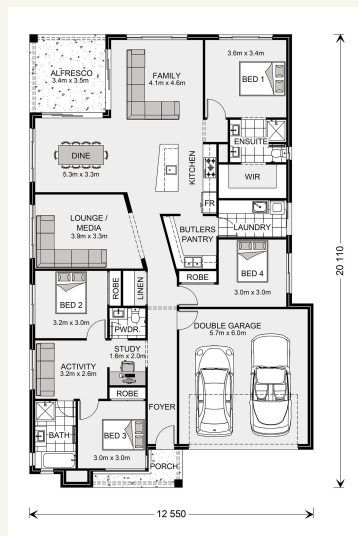 3.6m x 3.4m
BED 1
ALFRESCO
3.4m x 3.5m
FAMILY
4.1m x 4.6m
ENSUITE
DINE
5.3m x 3.3m
KITCHEN
WIR
FR
LOUNGE /
MEDIA
3.9m x 3.3m
BUTLERS
PANTRY
LAUNDRY
ROBE
BED 4
3.0m x 3.0m
BED 2
3.2m x 3.0m
ROBE
LINEN
PWDR.
DOUBLE GARAGE
5.7m x 6.0m
STUDY
1.6m x 2.0m
ACTIVITY
3.2m x 2.6m
ROBE
FOYER
BATH
BED 3
3.0m x 3.0m
PORCH
20 110
12 550